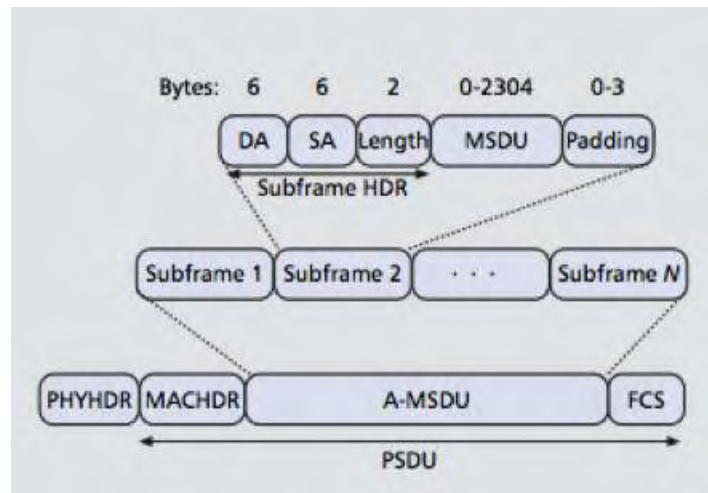 Bytes: 6 6 2 0-2304 0-3
DA SA Length MSDU Padding
Subframe HDR
Subframe 1 Subframe 2 · · · Subframe N
PHYHDR MACHDR A-MSDU FCS
PSDU